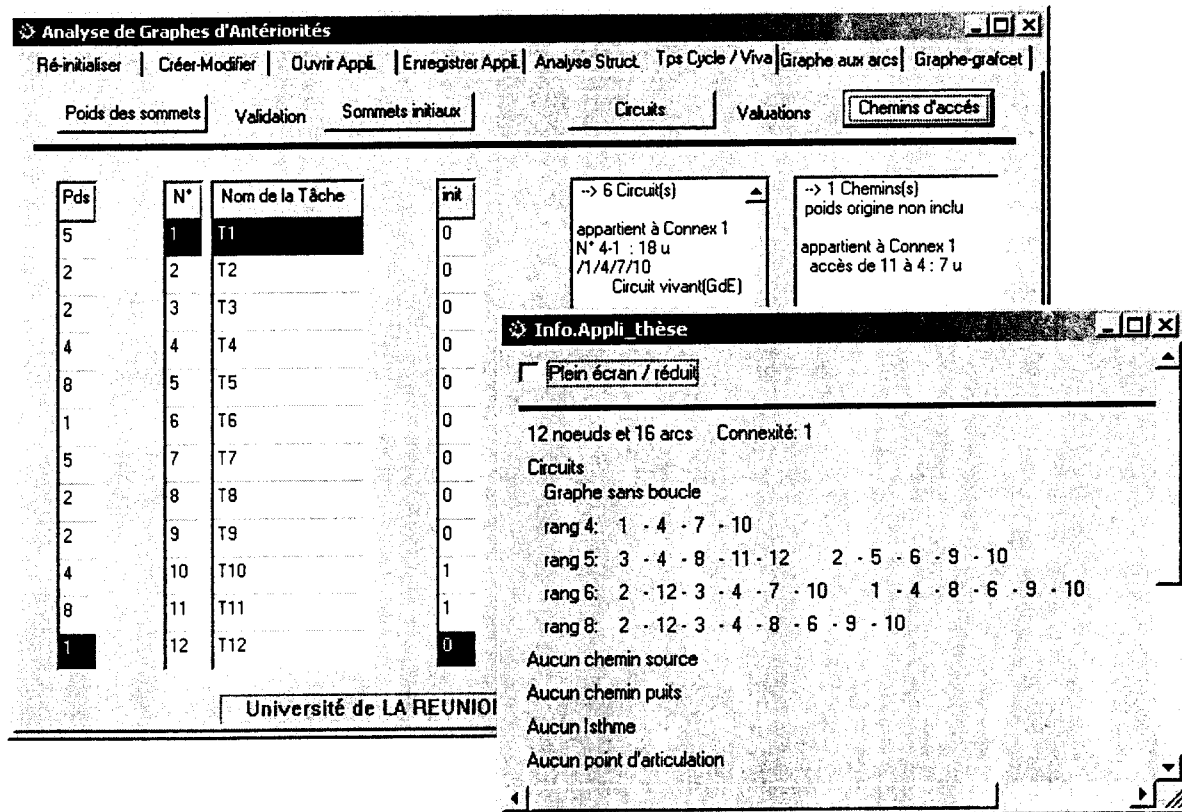 Analyse de Graphes d'Antériorités
Ré-initialiser | Créer-Modifier | Ouvrir Appli. | Enregistrer Appli. | Analyse Struct. Tps Cycle / Viva | Graphe aux arcs | Graphe-grafcet |
Poids des sommets Validation Sommets initiaux Circuits Valuations Chemins d'accés
Pds N° Nom de la Tâche init
5 1 T1 0
2 2 T2 0
2 3 T3 0
4 4 T4 0
8 5 T5 0
1 6 T6 0
5 7 T7 0
2 8 T8 0
2 9 T9 0
4 10 T10 1
8 11 T11 1
1 12 T12 0
--> 6 Circuit(s)
appartient à Connex 1
N° 4-1 : 18 u
/1/4/7/10
Circuit vivant(GdE)
--> 1 Chemins(s)
poids origine non inclu
appartient à Connex 1
accès de 11 à 4 : 7 u
Université de LA REUNIO
Info.Appli_thèse
Plein écran / réduit
12 noeuds et 16 arcs Connexité: 1
Circuits
Graphe sans boucle
rang 4: 1 - 4 - 7 - 10
rang 5: 3 - 4 - 8 - 11 - 12 2 - 5 - 6 - 9 - 10
rang 6: 2 - 12 - 3 - 4 - 7 - 10 1 - 4 - 8 - 6 - 9 - 10
rang 8: 2 - 12 - 3 - 4 - 8 - 6 - 9 - 10
Aucun chemin source
Aucun chemin puits
Aucun Isthme
Aucun point d'articulation